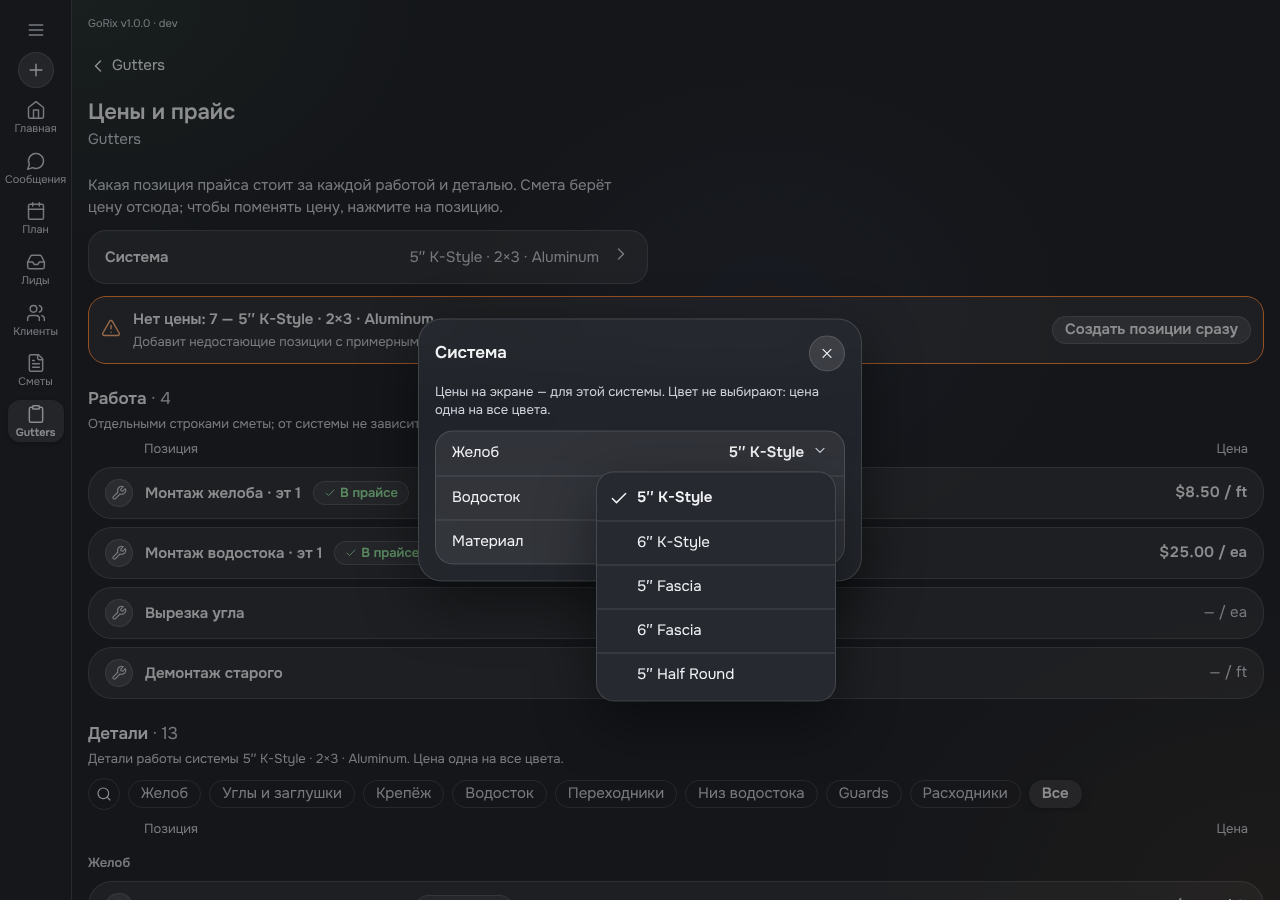 GoRix v1.0.0 · dev
Gutters
Главная
Сообщения
План
Лиды
Клиенты
Сметы
Gutters
Цены и прайс
Gutters
Какая позиция прайса стоит за каждой работой и деталью. Смета берёт
цену отсюда; чтобы поменять цену, нажмите на позицию.
Система 5″ K-Style · 2×3 · Aluminum
Нет цены: 7 — 5″ K-Style · 2×3 · Aluminum
Добавит недостающие позиции с примерным
Создать позиции сразу
Работа · 4
Отдельными строками сметы; от системы не зависит
Позиция Цена
Монтаж желоба · эт 1 В прайсе $8.50 / ft
Монтаж водостока · эт 1 В прайсе $25.00 / ea
Вырезка угла — / ea
Демонтаж старого — / ft
Система
Цены на экране — для этой системы. Цвет не выбирают: цена
одна на все цвета.
Желоб 5″ K-Style
Водосток
Материал
5″ K-Style
6″ K-Style
5″ Fascia
6″ Fascia
5″ Half Round
Детали · 13
Детали работы системы 5″ K-Style · 2×3 · Aluminum. Цена одна на все цвета.
Желоб Углы и заглушки Крепёж Водосток Переходники Низ водостока Guards Расходники Все
Позиция Цена
Желоб